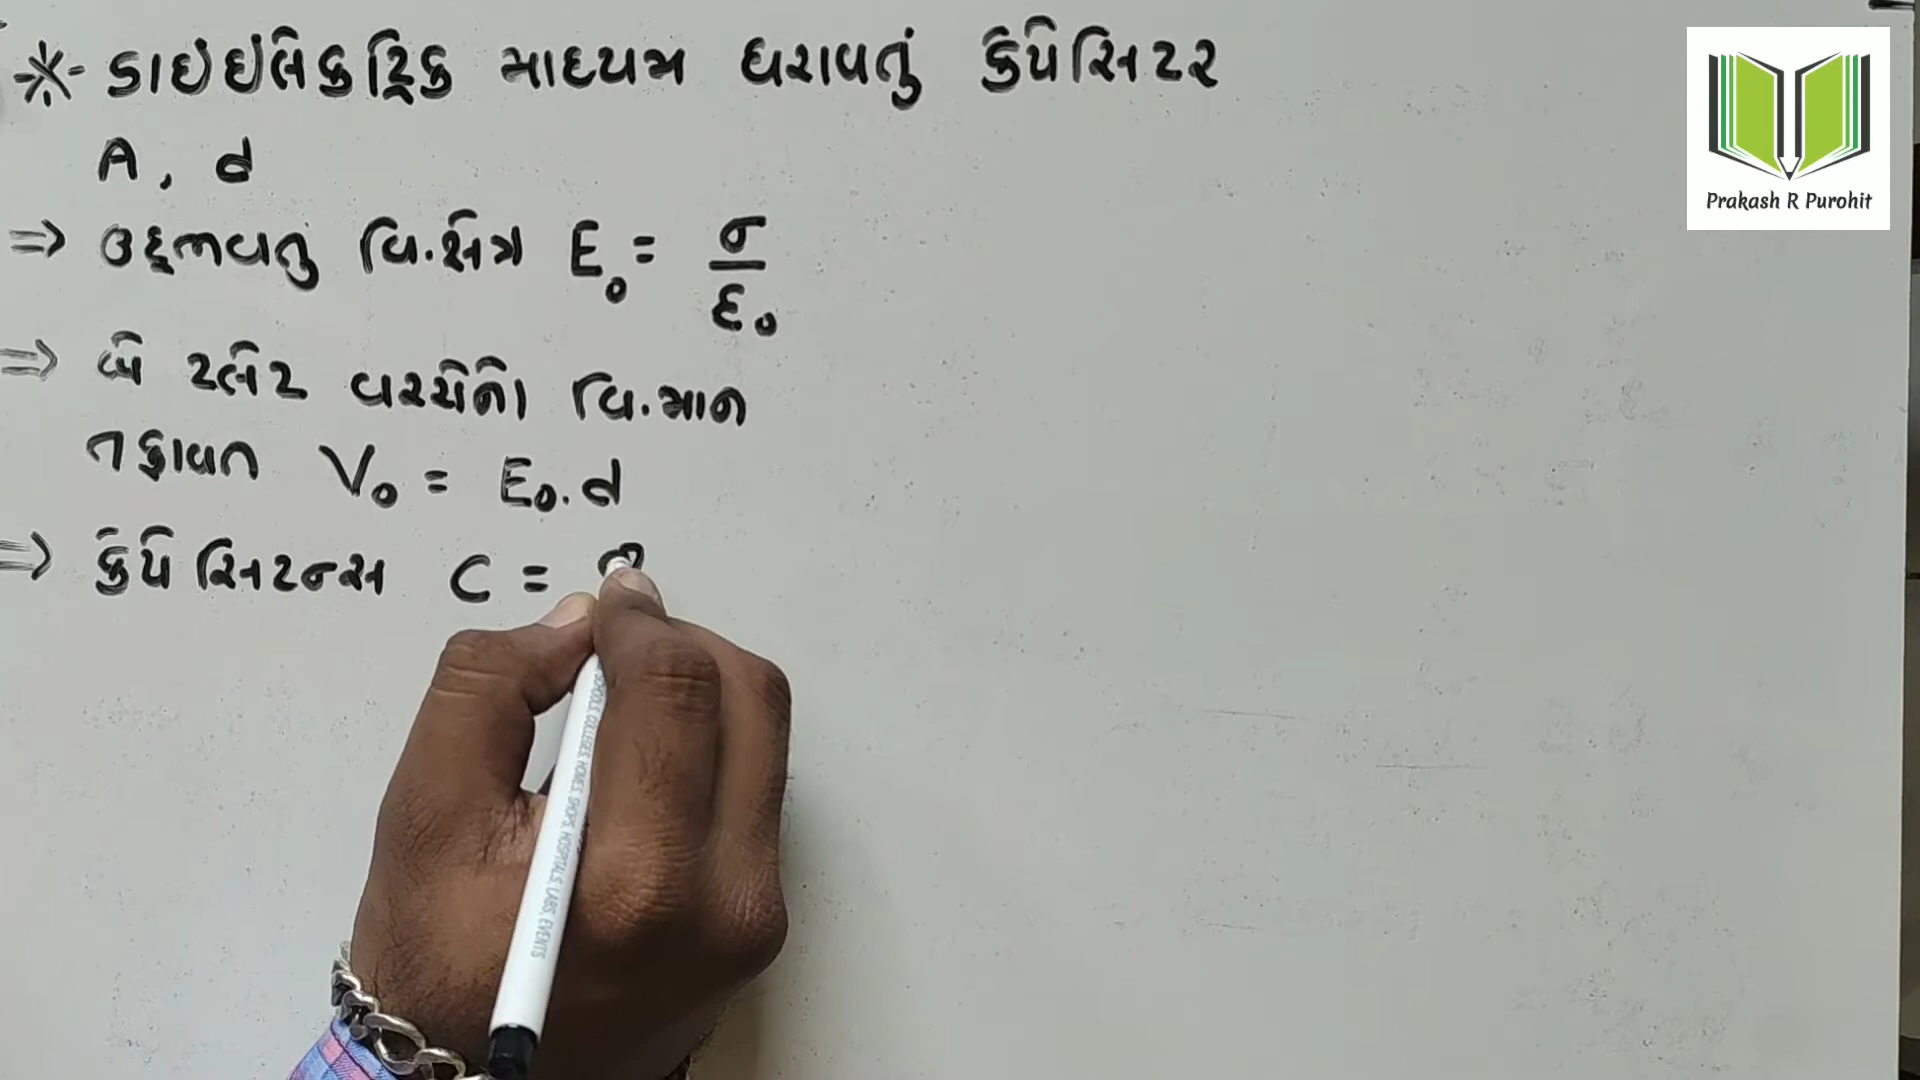 * ડાઇઇલેક્ટ્રિક માધ્યમ ધરાવતું કેપેસિટર
A, d
⇒ ઉદ્ભવતું વિ.ક્ષેત્ર E₀ = σ/ε₀
⇒ બે પ્લેટ વચ્ચેનો વિ.માન
તફાવત V₀ = E₀.d
⇒ કેપેસિટન્સ C =
Prakash R Purohit